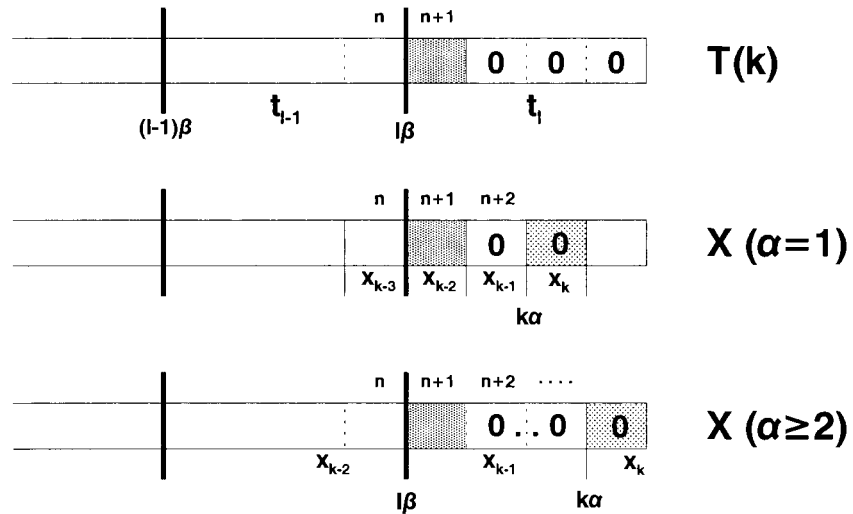 n n+1
0 0 0 T(k)
t_{l-1} t_l
(l-1)β lβ
n n+1 n+2
0 0 X (α=1)
x_{k-3} x_{k-2} x_{k-1} x_k
kα
n n+1 n+2 ....
0 . . 0 0 X (α≥2)
x_{k-2} x_{k-1} x_k
lβ kα